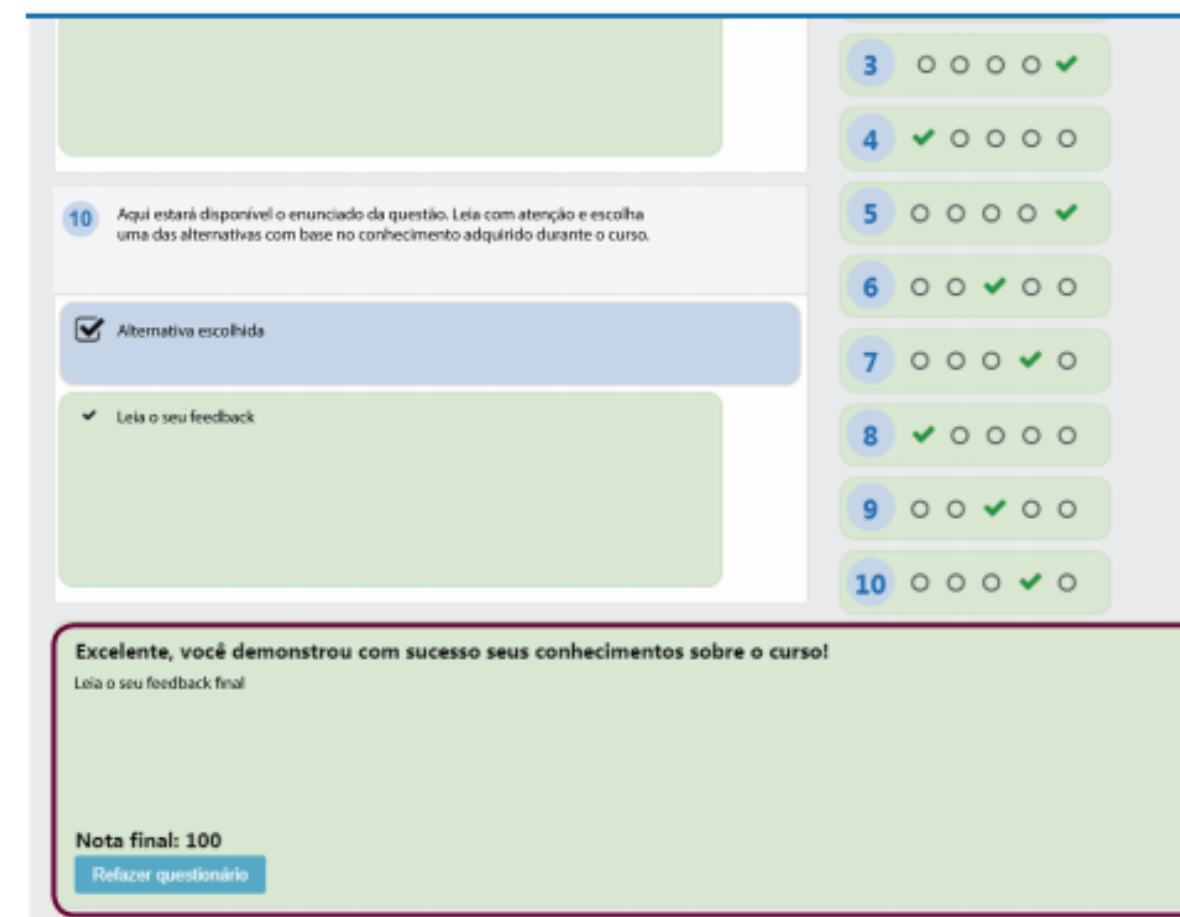 3
4
10 Aqui estará disponível o enunciado da questão. Leia com atenção e escolha
uma das alternativas com base no conhecimento adquirido durante o curso.
5
6
Alternativa escolhida
7
Leia o seu feedback
8
9
10
Excelente, você demonstrou com sucesso seus conhecimentos sobre o curso!
Leia o seu feedback final
Nota final: 100
Refazer questionário